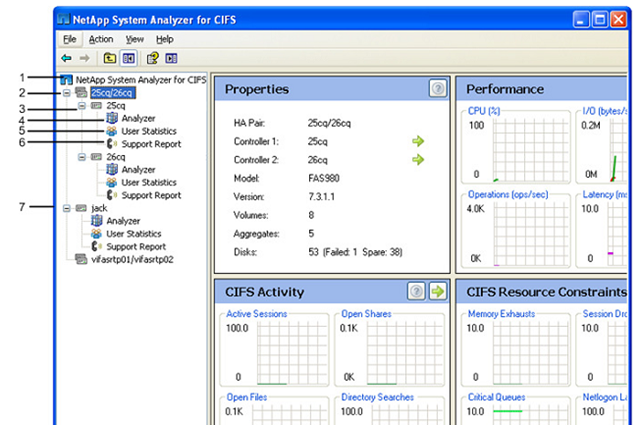 NetApp System Analyzer for CIFS
File Action View Help
1 NetApp System Analyzer for CIFS
2 25cq/26cq
3 25cq
4 Analyzer
5 User Statistics
6 Support Report
26cq
Analyzer
User Statistics
Support Report
7 jack
Analyzer
User Statistics
Support Report
vifasrtp01/vifasrtp02
Properties
HA Pair: 25cq/26cq
Controller 1: 25cq
Controller 2: 26cq
Model: FAS980
Version: 7.3.1.1
Volumes: 8
Aggregates: 5
Disks: 53 (Failed: 1 Spare: 38)
Performance
CPU (%)
100
0
I/O (bytes/s
0.2M
0M
Operations (ops/sec)
4.0K
0K
Latency (ms
10.0
0
CIFS Activity
Active Sessions
100.0
0
Open Shares
0.1K
0K
Open Files
0.1K
Directory Searches
100.0
CIFS Resource Constraints
Memory Exhausts
10.0
0
Session Dro
10.0
0
Critical Queues
10.0
Netlogon La
10.0